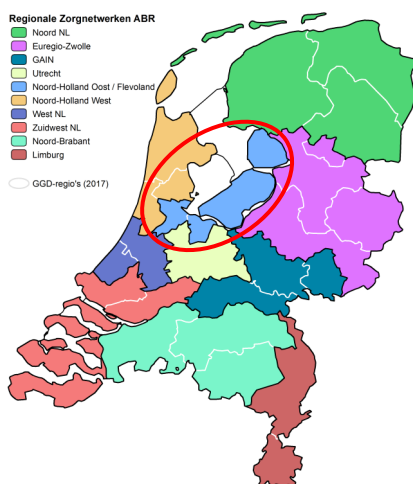 Regionale Zorgnetwerken ABR
Noord NL
Euregio-Zwolle
GAIN
Utrecht
Noord-Holland Oost / Flevoland
Noord-Holland West
West NL
Zuidwest NL
Noord-Brabant
Limburg
GGD-regio's (2017)